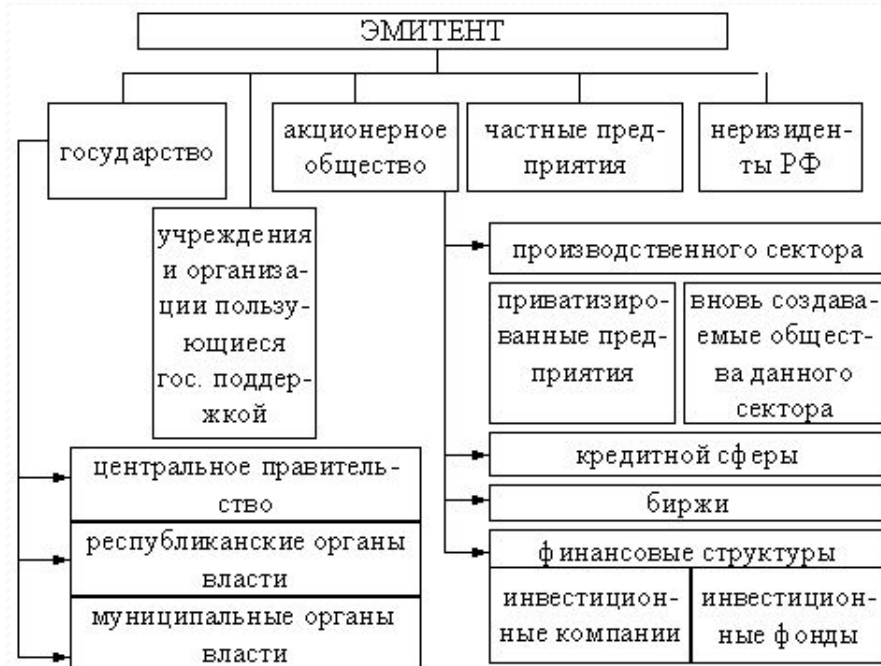 ЭМИТЕНТ
государство
акционерное
общество
частные пред-
приятия
неризиден-
ты РФ
учреждения
и организа-
ции пользу-
ющиеся
гос. поддер-
жкой
центральное правитель-
ство
республиканские органы
власти
муниципальные органы
власти
производственного сектора
приватизиро-
ванные пред-
приятия
вновь создава-
емые общест-
ва данного
сектора
кредитной сферы
биржи
финансовые структуры
инвестицион-
ные компании
инвестицион-
ные фонды